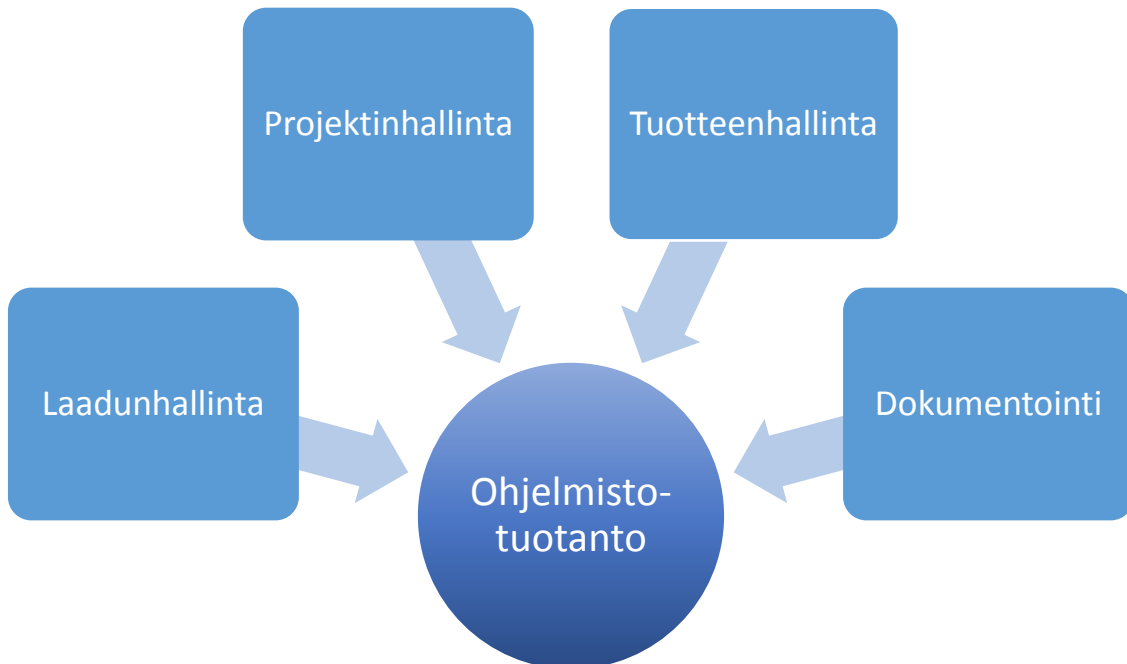 Projektinhallinta
Tuotteenhallinta
Laadunhallinta
Dokumentointi
Ohjelmisto-
tuotanto